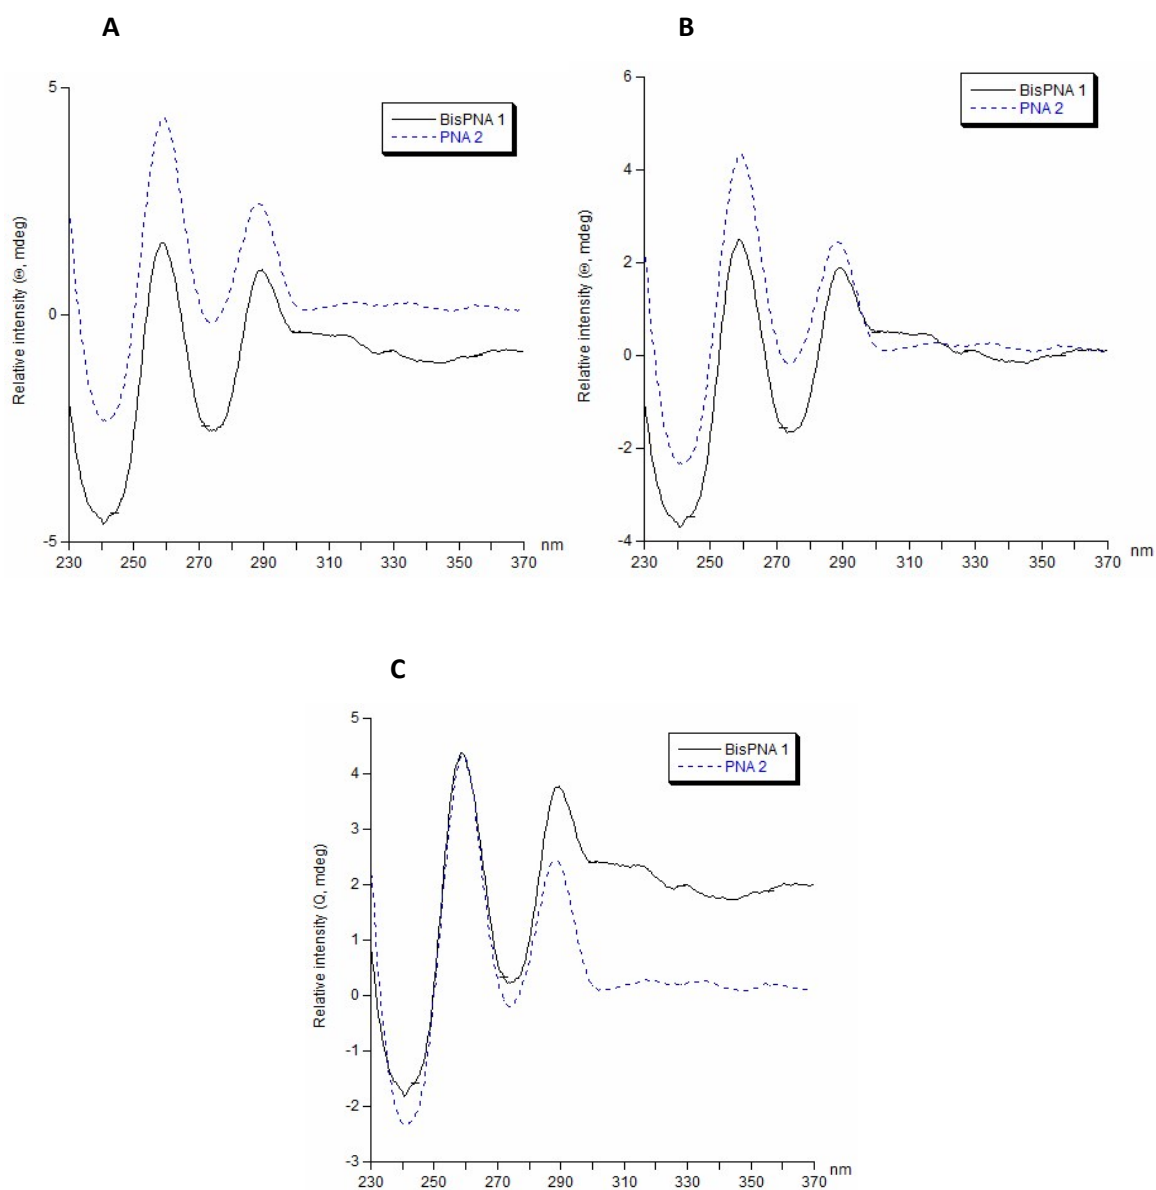 A
5
0
-5
Relative intensity (Θ, mdeg)
BisPNA 1
PNA 2
230 250 270 290 310 330 350 370 nm
B
6
4
2
0
-2
-4
Relative intensity (Θ, mdeg)
BisPNA 1
PNA 2
230 250 270 290 310 330 350 370 nm
C
5
4
3
2
1
0
-1
-2
-3
Relative intensity (Q, mdeg)
BisPNA 1
PNA 2
230 250 270 290 310 330 350 370 nm